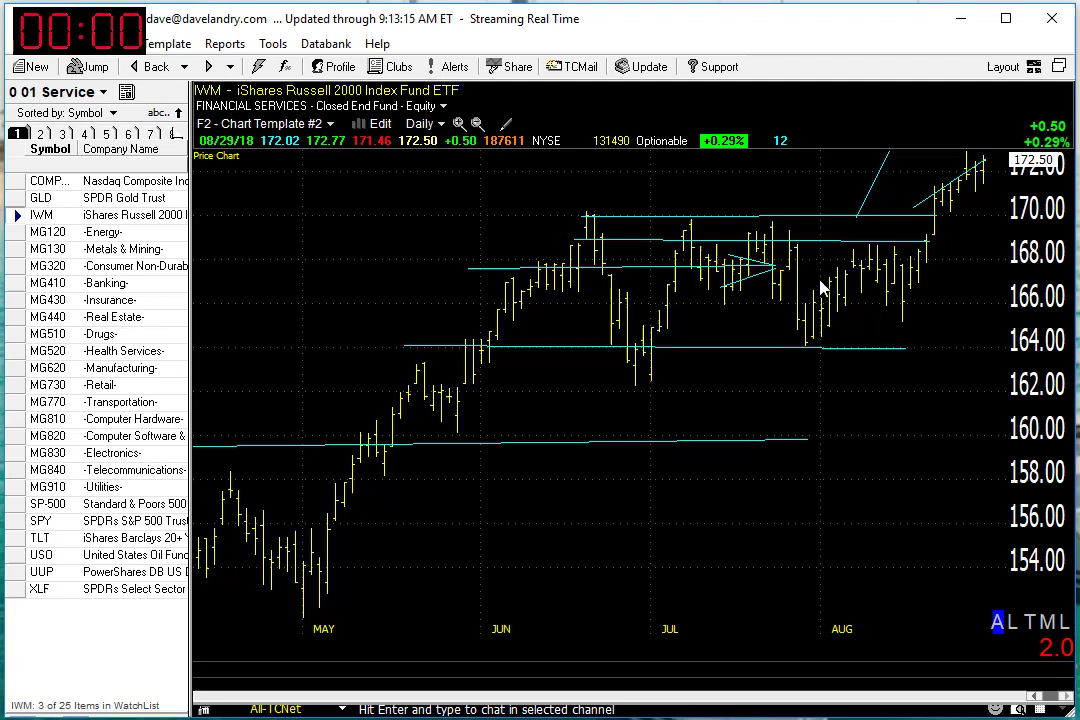 00:00
dave@davelandry.com ... Updated through 9:13:15 AM ET - Streaming Real Time
Template Reports Tools Databank Help
New Jump Back Profile Clubs Alerts Share TCMail Update Support Layout
0 01 Service
Sorted by: Symbol abc..
1 2 3 4 5 6 7
Symbol Company Name
COMP... Nasdaq Composite Ind
GLD SPDR Gold Trust
IWM iShares Russell 2000 I
MG120 -Energy-
MG130 -Metals & Mining-
MG320 -Consumer Non-Durab
MG410 -Banking-
MG430 -Insurance-
MG440 -Real Estate-
MG510 -Drugs-
MG520 -Health Services-
MG620 -Manufacturing-
MG730 -Retail-
MG770 -Transportation-
MG810 -Computer Hardware-
MG820 -Computer Software &
MG830 -Electronics-
MG840 -Telecommunications-
MG910 -Utilities-
SP-500 Standard & Poors 500
SPY SPDRs S&P 500 Trust
TLT iShares Barclays 20+ Y
USO United States Oil Fund
UUP PowerShares DB US D
XLF SPDRs Select Sector
IWM: 3 of 25 Items in WatchList
IWM - iShares Russell 2000 Index Fund ETF
FINANCIAL SERVICES - Closed End Fund - Equity
F2 - Chart Template #2 Edit Daily
+0.50
08/29/18 172.02 172.77 171.46 172.50 +0.50 187611 NYSE 131490 Optionable +0.29% 12
+0.29%
Price Chart
172.50
172.00
170.00
168.00
166.00
164.00
162.00
160.00
158.00
156.00
154.00
MAY JUN JUL AUG
A L T M L
2.0
All-TCNet Hit Enter and type to chat in selected channel